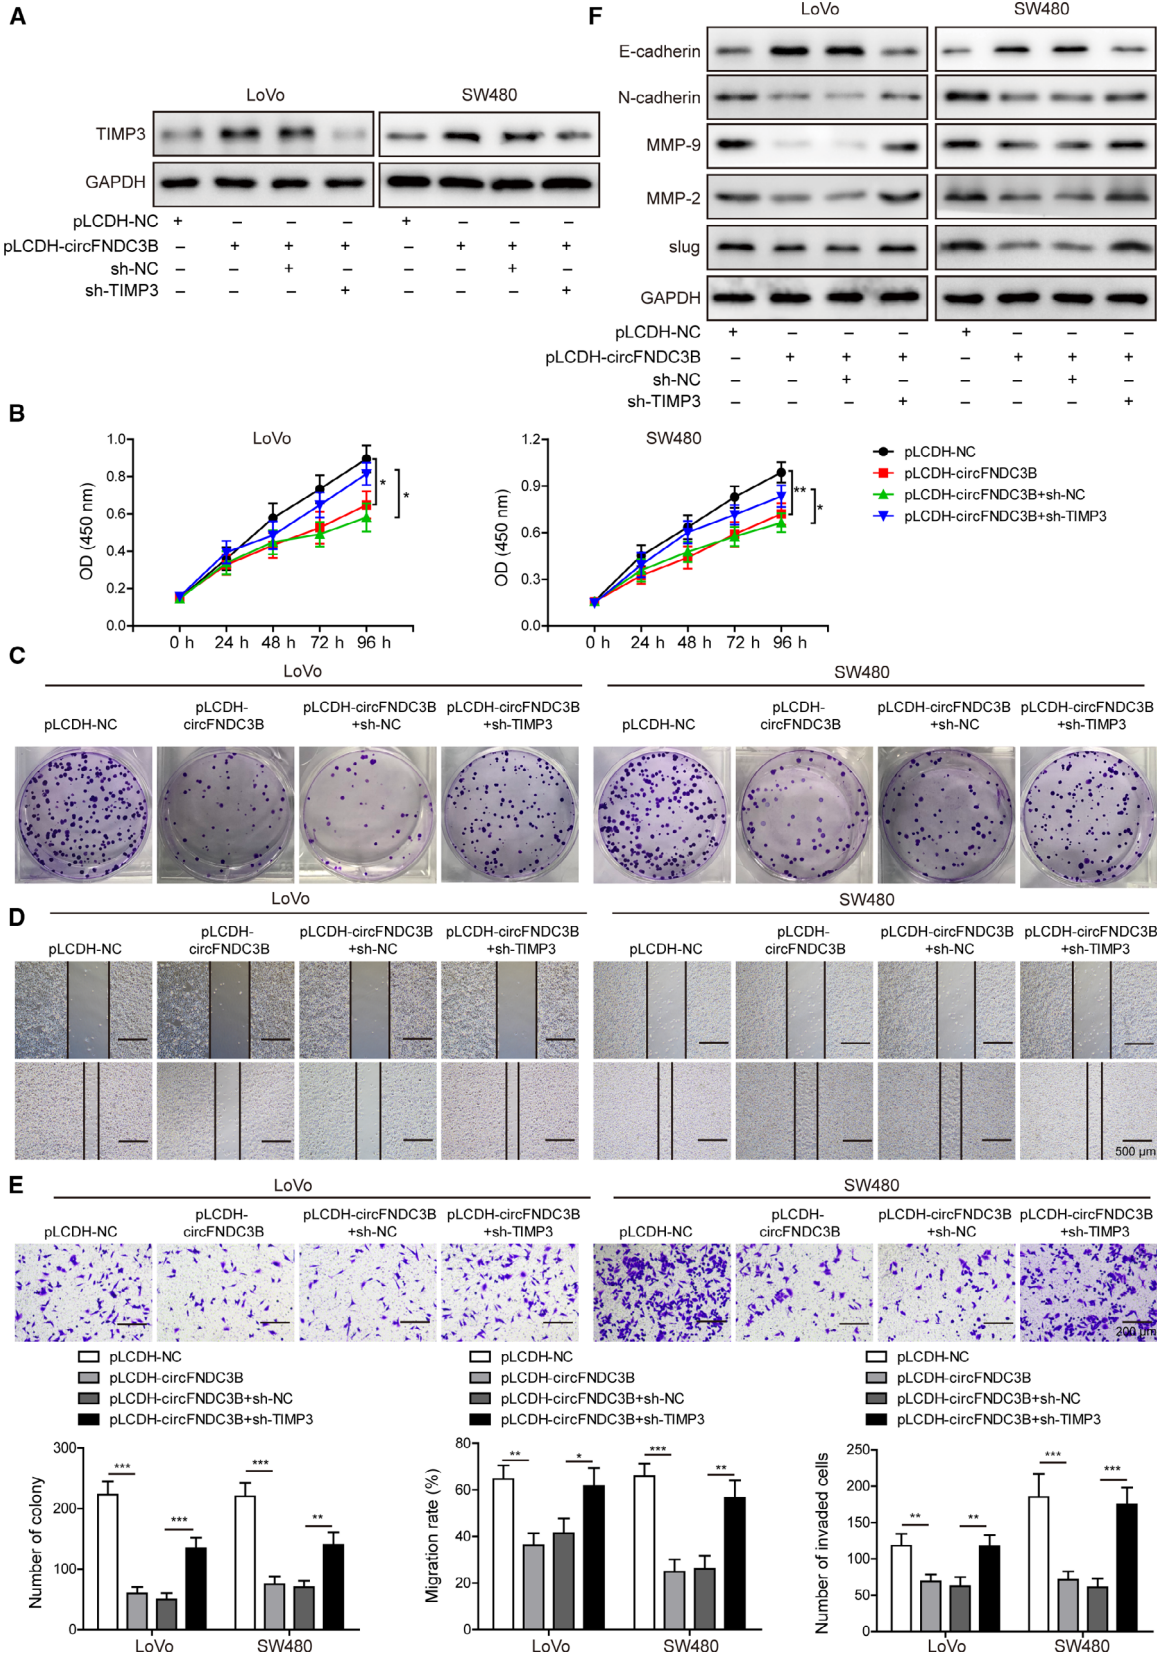 A
LoVo SW480
TIMP3
GAPDH
pLCDH-NC + – – – + – – –
pLCDH-circFNDC3B – + + + – + + +
sh-NC – – + – – – + –
sh-TIMP3 – – – + – – – +
F
LoVo SW480
E-cadherin
N-cadherin
MMP-9
MMP-2
slug
GAPDH
pLCDH-NC + – – – + – – –
pLCDH-circFNDC3B – + + + – + + +
sh-NC – – + – – – + –
sh-TIMP3 – – – + – – – +
B
LoVo
OD (450 nm)
1.0
0.8
0.6
0.4
0.2
0.0
0 h 24 h 48 h 72 h 96 h
*
*
SW480
OD (450 nm)
1.2
0.9
0.6
0.3
0.0
0 h 24 h 48 h 72 h 96 h
**
*
pLCDH-NC
pLCDH-circFNDC3B
pLCDH-circFNDC3B+sh-NC
pLCDH-circFNDC3B+sh-TIMP3
C
LoVo SW480
pLCDH-NC
pLCDH-
circFNDC3B
pLCDH-circFNDC3B
+sh-NC
pLCDH-circFNDC3B
+sh-TIMP3
pLCDH-NC
pLCDH-
circFNDC3B
pLCDH-circFNDC3B
+sh-NC
pLCDH-circFNDC3B
+sh-TIMP3
D
LoVo SW480
pLCDH-NC
pLCDH-
circFNDC3B
pLCDH-circFNDC3B
+sh-NC
pLCDH-circFNDC3B
+sh-TIMP3
pLCDH-NC
pLCDH-
circFNDC3B
pLCDH-circFNDC3B
+sh-NC
pLCDH-circFNDC3B
+sh-TIMP3
500 μm
E
LoVo SW480
pLCDH-NC
pLCDH-
circFNDC3B
pLCDH-circFNDC3B
+sh-NC
pLCDH-circFNDC3B
+sh-TIMP3
pLCDH-NC
pLCDH-
circFNDC3B
pLCDH-circFNDC3B
+sh-NC
pLCDH-circFNDC3B
+sh-TIMP3
200 μm
pLCDH-NC
pLCDH-circFNDC3B
pLCDH-circFNDC3B+sh-NC
pLCDH-circFNDC3B+sh-TIMP3
Number of colony
300
200
100
0
*** *** *** **
LoVo SW480
pLCDH-NC
pLCDH-circFNDC3B
pLCDH-circFNDC3B+sh-NC
pLCDH-circFNDC3B+sh-TIMP3
Migration rate (%)
80
60
40
20
0
** * *** **
LoVo SW480
pLCDH-NC
pLCDH-circFNDC3B
pLCDH-circFNDC3B+sh-NC
pLCDH-circFNDC3B+sh-TIMP3
Number of invaded cells
250
200
150
100
50
0
** ** *** ***
LoVo SW480